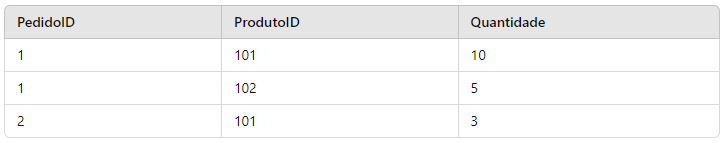 PedidoID ProdutoID Quantidade
1 101 10
1 102 5
2 101 3